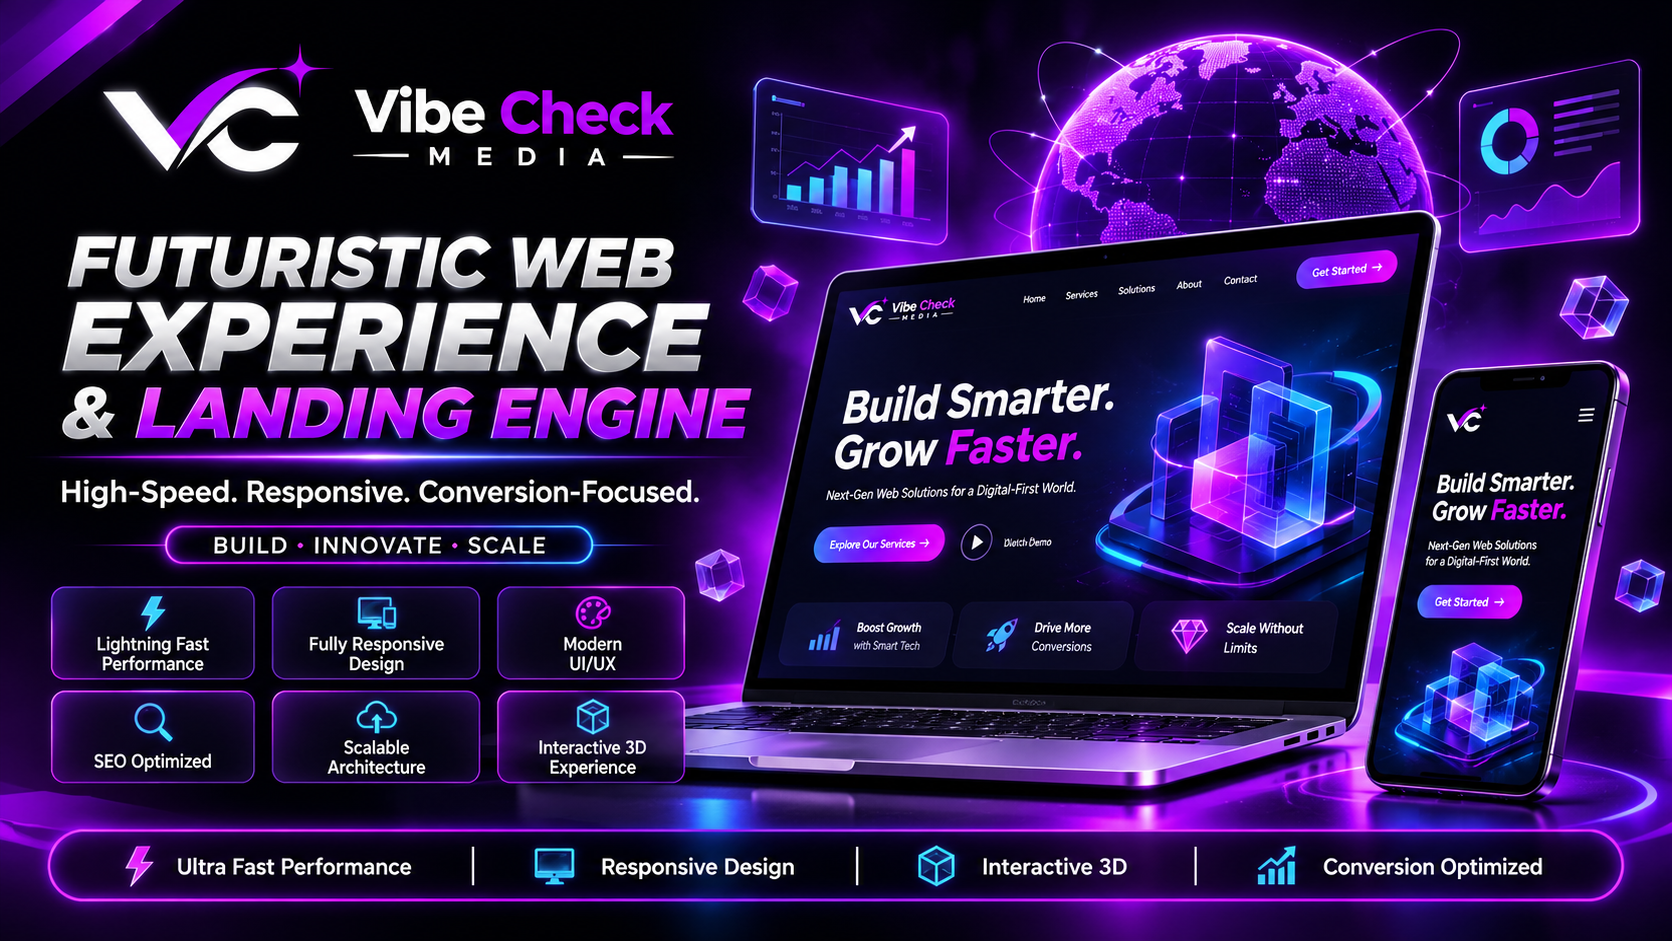 VC
Vibe Check
MEDIA
FUTURISTIC WEB
EXPERIENCE
& LANDING ENGINE
High-Speed. Responsive. Conversion-Focused.
BUILD • INNOVATE • SCALE
Lightning Fast
Performance
Fully Responsive
Design
Modern
UI/UX
SEO Optimized
Scalable
Architecture
Interactive 3D
Experience
VC Vibe Check
MEDIA
Home Services Solutions About Contact
Get Started →
Build Smarter.
Grow Faster.
Next-Gen Web Solutions for a Digital-First World.
Explore Our Services →
Demo
Boost Growth
with Smart Tech
Drive More
Conversions
Scale Without
Limits
VC
Build Smarter.
Grow Faster.
Next-Gen Web Solutions
for a Digital-First World.
Get Started →
Ultra Fast Performance
Responsive Design
Interactive 3D
Conversion Optimized